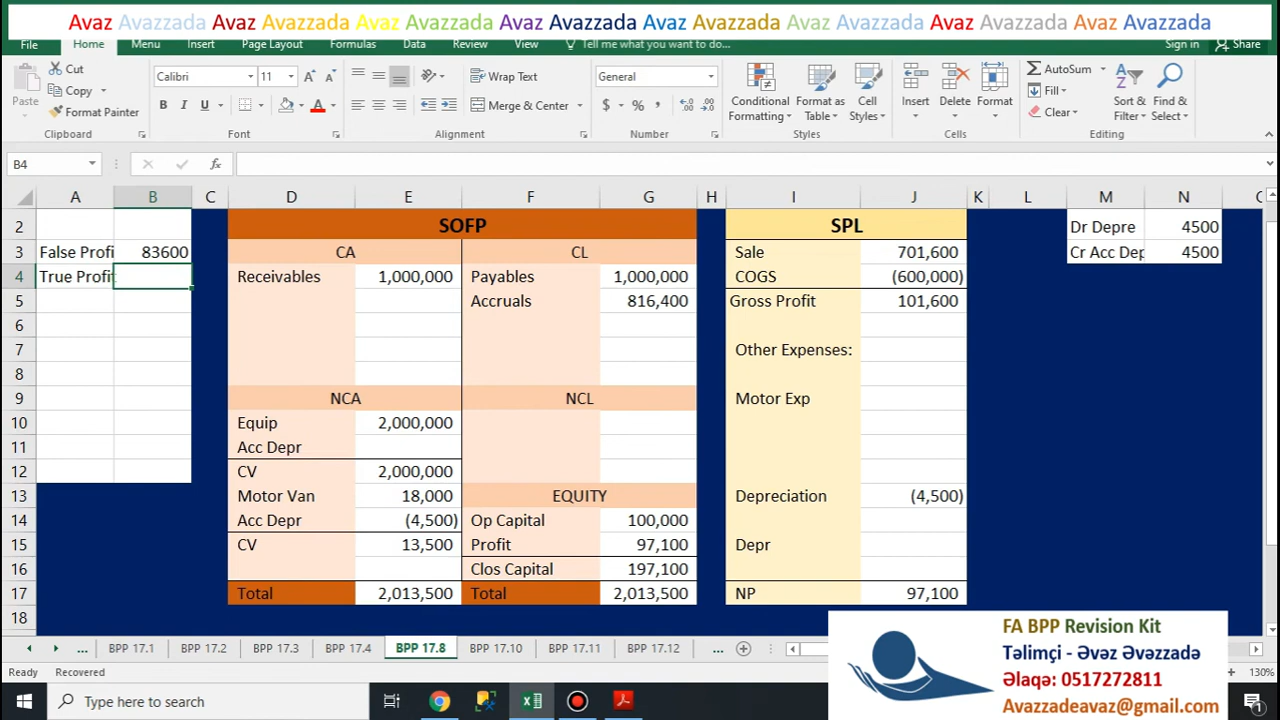 Avaz Avazzada Avaz Avazzada Avaz Avazzada Avaz Avazzada Avaz Avazzada Avaz Avazzada Avaz Avazzada Avaz Avazzada
File Home Menu Insert Page Layout Formulas Data Review View Tell me what you want to do... Sign in Share
Paste Cut Copy Format Painter
Calibri 11
B I U A A A
Wrap Text
Merge & Center
General
$ % ,
Conditional Formatting Format as Table Cell Styles
Insert Delete Format
AutoSum Fill Clear
Sort & Filter Find & Select
Clipboard Font Alignment Number Styles Cells Editing
B4 fx
A B C D E F G H I J K L M N
2 SOFP SPL Dr Depre 4500
3 False Profi 83600 CA CL Sale 701,600 Cr Acc Dep 4500
4 True Profit Receivables 1,000,000 Payables 1,000,000 COGS (600,000)
5 Accruals 816,400 Gross Profit 101,600
6
7 Other Expenses:
8
9 NCA NCL Motor Exp
10 Equip 2,000,000
11 Acc Depr
12 CV 2,000,000
13 Motor Van 18,000 EQUITY Depreciation (4,500)
14 Acc Depr (4,500) Op Capital 100,000
15 CV 13,500 Profit 97,100 Depr
16 Clos Capital 197,100
17 Total 2,013,500 Total 2,013,500 NP 97,100
18
... BPP 17.1 BPP 17.2 BPP 17.3 BPP 17.4 BPP 17.8 BPP 17.10 BPP 17.11 BPP 17.12 ...
Ready Recovered 130%
Type here to search
FA BPP Revision Kit
Təlimçi - Əvəz Əvəzzadə
Əlaqə: 0517272811
Avazzadeavaz@gmail.com